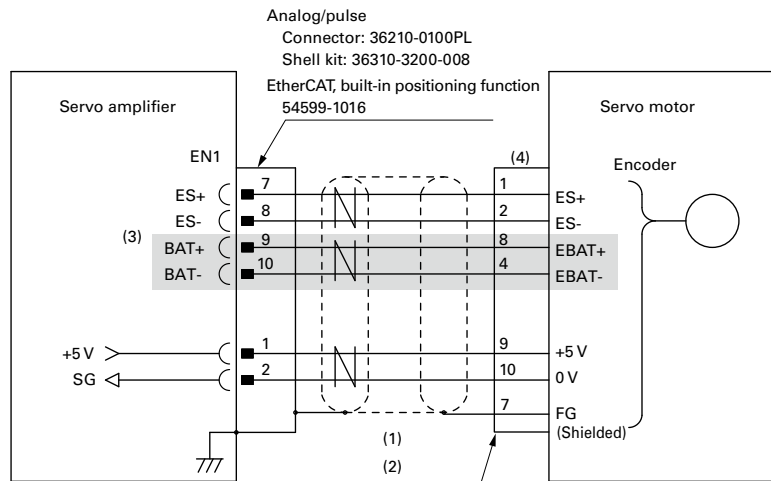 Analog/pulse
Connector: 36210-0100PL
Shell kit: 36310-3200-008
EtherCAT, built-in positioning function
54599-1016
Servo amplifier
Servo motor
EN1
(4)
Encoder
ES+
7
1
ES+
ES-
8
2
ES-
(3)
BAT+
9
8
EBAT+
BAT-
10
4
EBAT-
+5 V
1
9
+5 V
SG
2
10
0 V
7
FG
(Shielded)
(1)
(2)